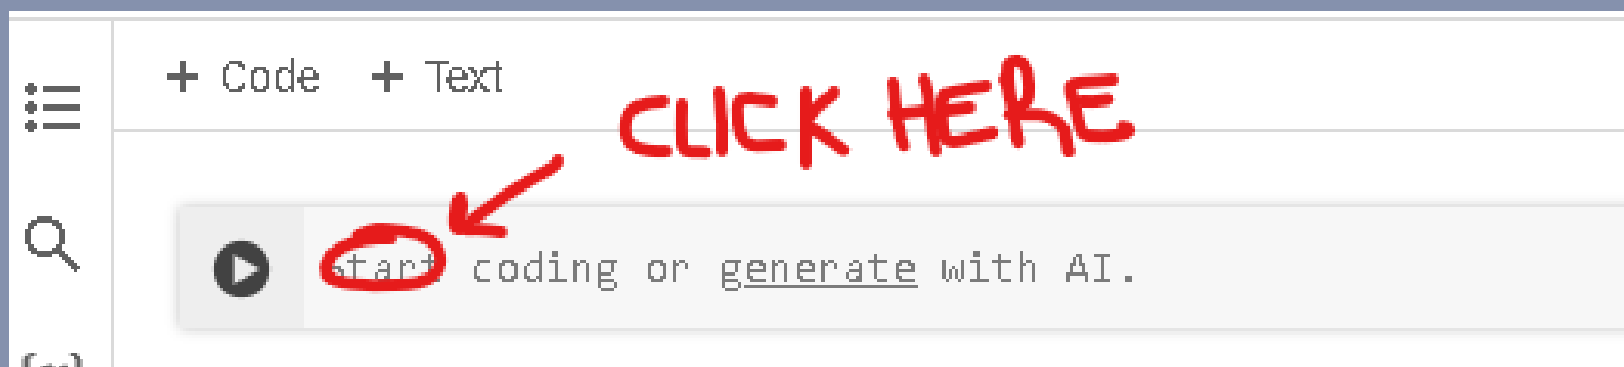 + Code + Text
CLICK HERE
Start coding or generate with AI.